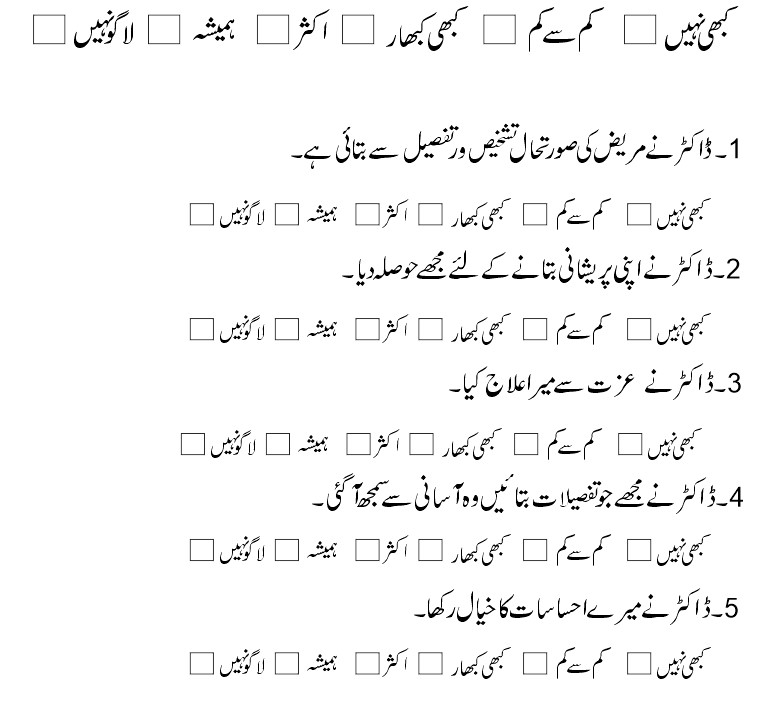 کبھی نہیں □ کم سے کم □ کبھی کبھار □ اکثر □ ہمیشہ □ لاگو نہیں □
1۔ ڈاکٹر نے مریض کی صورتحال تشخیص ور تفصیل سے بتائی ہے۔
کبھی نہیں □ کم سے کم □ کبھی کبھار □ اکثر □ ہمیشہ □ لاگو نہیں □
2۔ ڈاکٹر نے اپنی پریشانی بتانے کے لئے مجھے حوصلہ دیا ۔
کبھی نہیں □ کم سے کم □ کبھی کبھار □ اکثر □ ہمیشہ □ لاگو نہیں □
3۔ ڈاکٹر نے عزت سے میرا علاج کیا۔
کبھی نہیں □ کم سے کم □ کبھی کبھار □ اکثر □ ہمیشہ □ لاگو نہیں □
4۔ ڈاکٹر نے مجھے جو تفصیلات بتائیں وہ آسانی سے سمجھ آ گئی ۔
کبھی نہیں □ کم سے کم □ کبھی کبھار □ اکثر □ ہمیشہ □ لاگو نہیں □
5۔ ڈاکٹر نے میرے احساسات کا خیال رکھا۔
کبھی نہیں □ کم سے کم □ کبھی کبھار □ اکثر □ ہمیشہ □ لاگو نہیں □